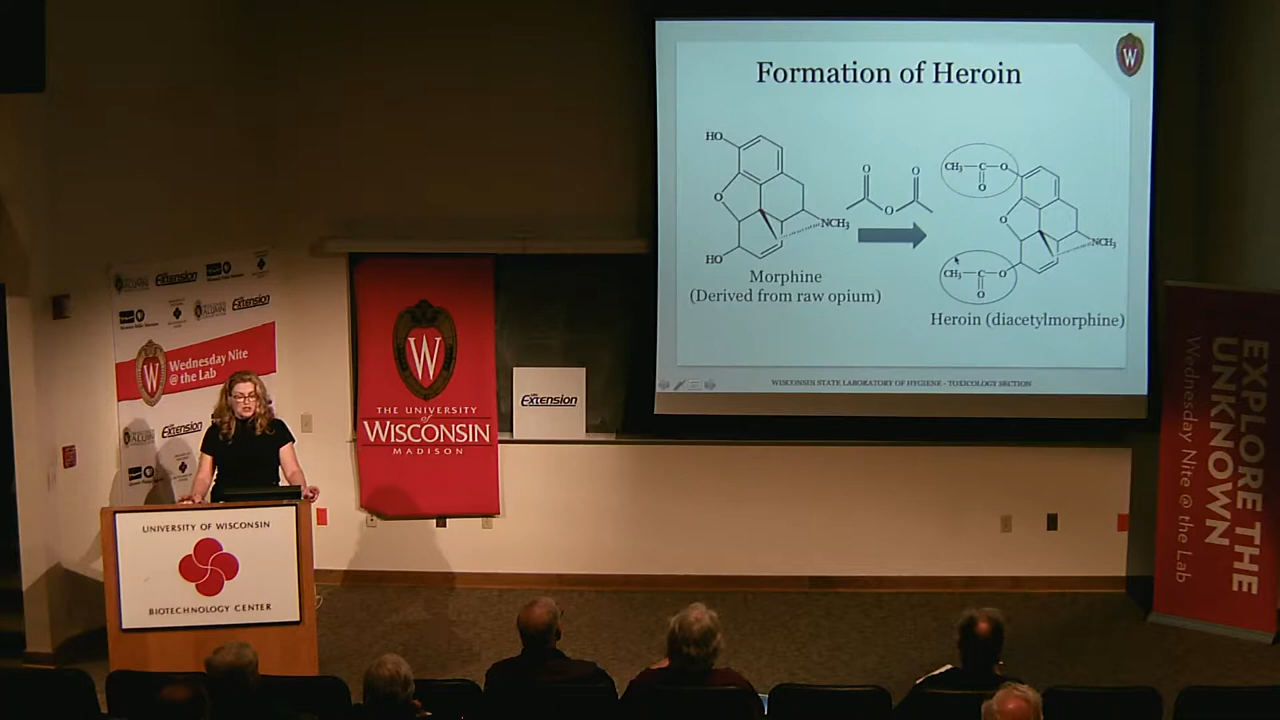 Formation of Heroin
W
HO
O
HO
NCH₃
Morphine
(Derived from raw opium)
O
O
O
CH₃
C
O
O
O
CH₃
C
O
O
NCH₃
Heroin (diacetylmorphine)
WISCONSIN STATE LABORATORY OF HYGIENE - TOXICOLOGY SECTION
Extension
Wednesday Nite
@ the Lab
W
Extension
Extension
W
THE UNIVERSITY
of
WISCONSIN
MADISON
Extension
UNIVERSITY OF WISCONSIN
BIOTECHNOLOGY CENTER
EXPLORE THE
UNKNOWN
Wednesday Nite @ the Lab